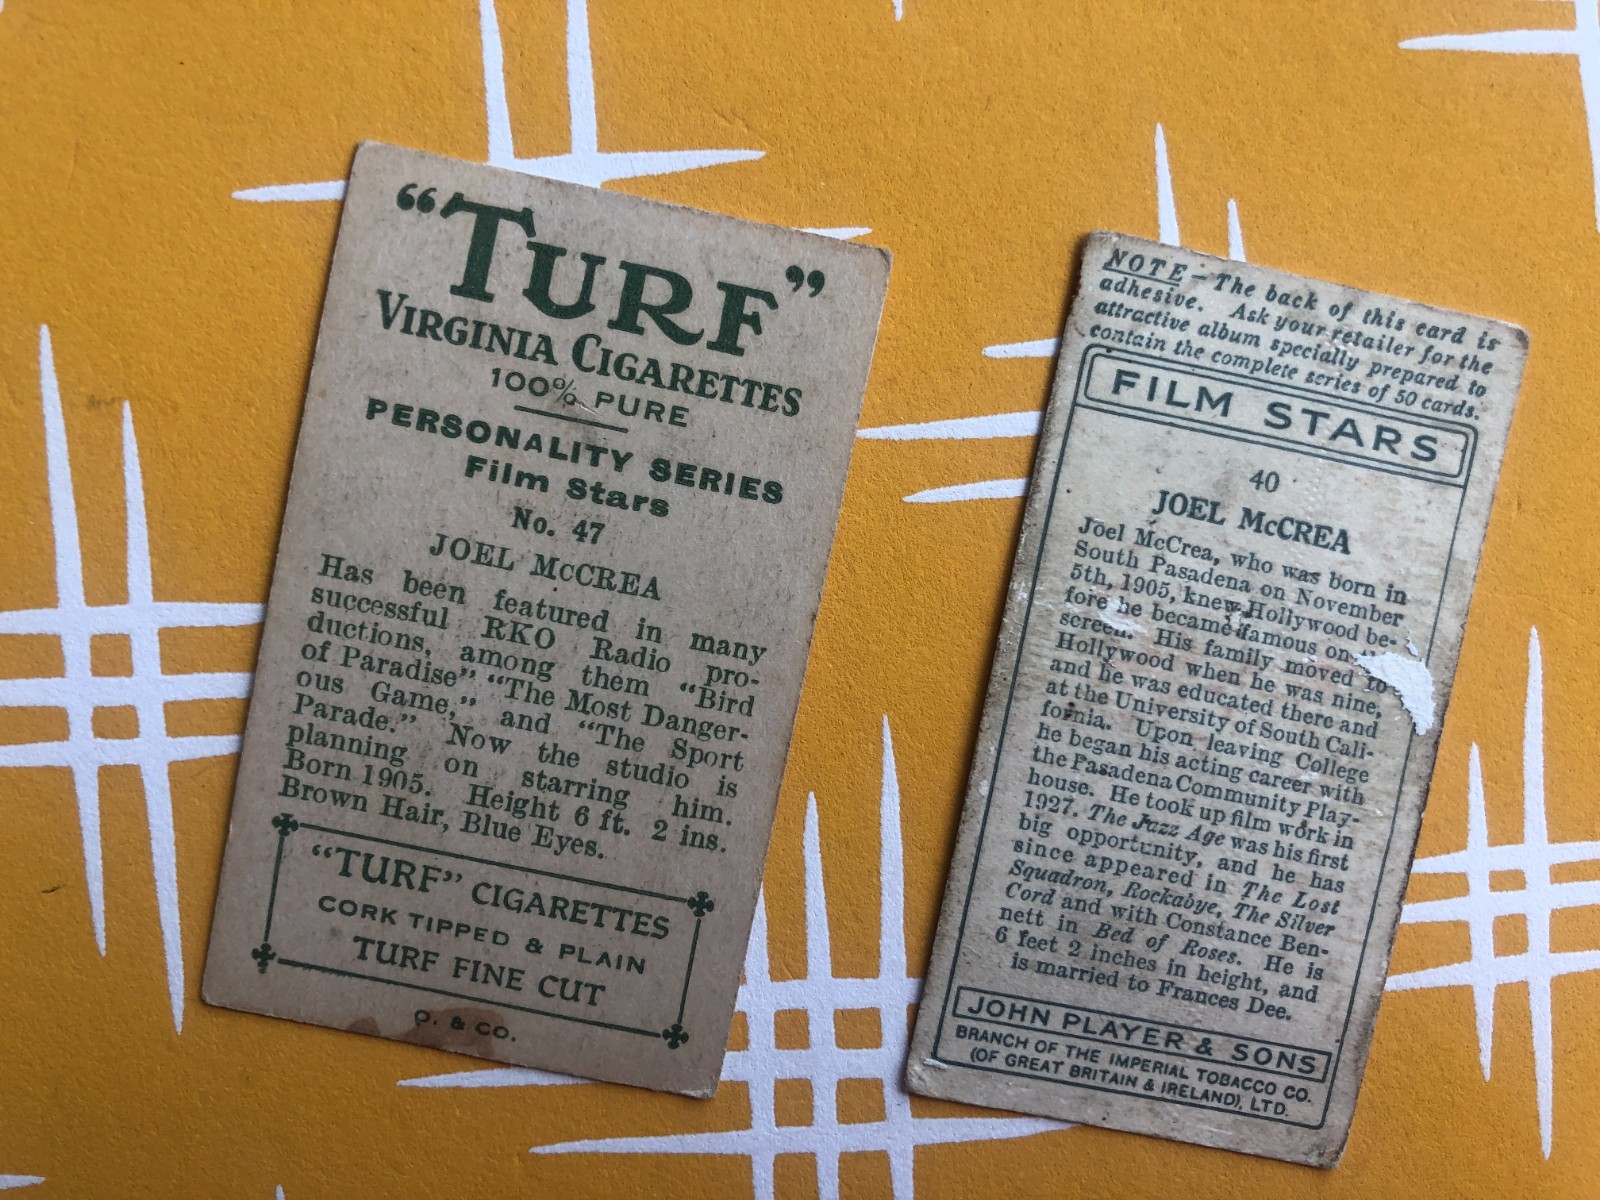 “TURF”
VIRGINIA CIGARETTES
100% PURE
PERSONALITY SERIES
Film Stars
No. 47
JOEL McCREA
Has been featured in many
successful RKO Radio pro-
ductions, among them “Bird
of Paradise” “The Most Danger-
ous Game,” and “The Sport
Parade.” Now the studio is
planning on starring him.
Born 1905. Height 6 ft. 2 ins.
Brown Hair, Blue Eyes.
“TURF” CIGARETTES
CORK TIPPED & PLAIN
TURF FINE CUT
O. & CO.
NOTE – The back of this card is
adhesive. Ask your retailer for the
attractive album specially prepared to
contain the complete series of 50 cards.
FILM STARS
40
JOEL McCREA
Joel McCrea, who was born in
South Pasadena on November
5th, 1905, knew Hollywood be-
fore he became famous on
screen. His family moved to
Hollywood when he was nine,
and he was educated there and
at the University of South Cali-
fornia. Upon leaving College
he began his acting career with
the Pasadena Community Play-
house. He took up film work in
1927. The Jazz Age was his first
big opportunity, and he has
since appeared in The Lost
Squadron, Rockabye, The Silver
Cord and with Constance Ben-
nett in Bed of Roses. He is
6 feet 2 inches in height, and
is married to Frances Dee.
JOHN PLAYER & SONS
BRANCH OF THE IMPERIAL TOBACCO CO.
(OF GREAT BRITAIN & IRELAND), LTD.